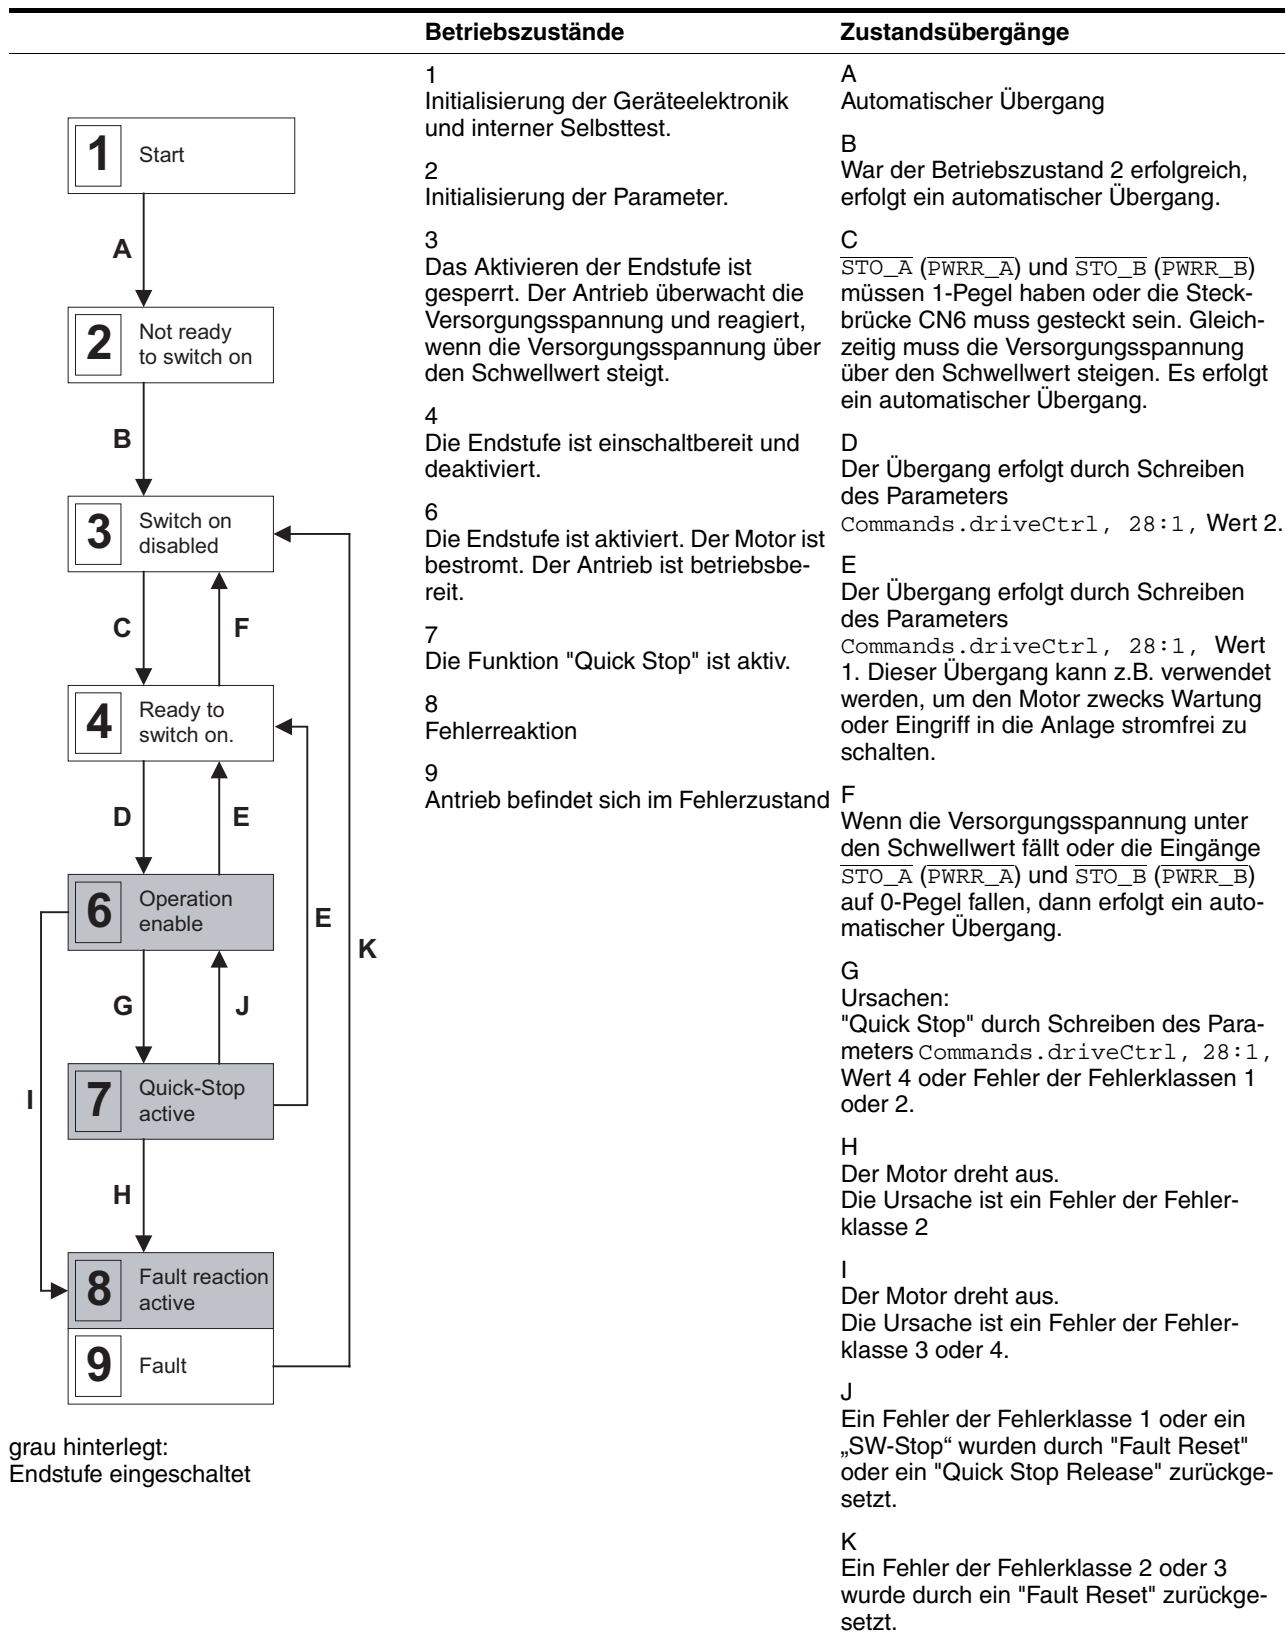 Betriebszustände
Zustandsübergänge
1
Start
A
2
Not ready
to switch on
B
3
Switch on
disabled
C
F
4
Ready to
switch on.
D
E
6
Operation
enable
E
K
G
J
I
7
Quick-Stop
active
H
8
Fault reaction
active
9
Fault
grau hinterlegt:
Endstufe eingeschaltet
1
Initialisierung der Geräteelektronik
und interner Selbsttest.
2
Initialisierung der Parameter.
3
Das Aktivieren der Endstufe ist
gesperrt. Der Antrieb überwacht die
Versorgungsspannung und reagiert,
wenn die Versorgungsspannung über
den Schwellwert steigt.
4
Die Endstufe ist einschaltbereit und
deaktiviert.
6
Die Endstufe ist aktiviert. Der Motor ist
bestromt. Der Antrieb ist betriebsbe-
reit.
7
Die Funktion "Quick Stop" ist aktiv.
8
Fehlerreaktion
9
Antrieb befindet sich im Fehlerzustand
A
Automatischer Übergang
B
War der Betriebszustand 2 erfolgreich,
erfolgt ein automatischer Übergang.
C
STO_A (PWRR_A) und STO_B (PWRR_B)
müssen 1-Pegel haben oder die Steck-
brücke CN6 muss gesteckt sein. Gleich-
zeitig muss die Versorgungsspannung
über den Schwellwert steigen. Es erfolgt
ein automatischer Übergang.
D
Der Übergang erfolgt durch Schreiben
des Parameters
Commands.driveCtrl, 28:1, Wert 2.
E
Der Übergang erfolgt durch Schreiben
des Parameters
Commands.driveCtrl, 28:1, Wert
1. Dieser Übergang kann z.B. verwendet
werden, um den Motor zwecks Wartung
oder Eingriff in die Anlage stromfrei zu
schalten.
F
Wenn die Versorgungsspannung unter
den Schwellwert fällt oder die Eingänge
STO_A (PWRR_A) und STO_B (PWRR_B)
auf 0-Pegel fallen, dann erfolgt ein auto-
matischer Übergang.
G
Ursachen:
"Quick Stop" durch Schreiben des Para-
meters Commands.driveCtrl, 28:1,
Wert 4 oder Fehler der Fehlerklassen 1
oder 2.
H
Der Motor dreht aus.
Die Ursache ist ein Fehler der Fehler-
klasse 2
I
Der Motor dreht aus.
Die Ursache ist ein Fehler der Fehler-
klasse 3 oder 4.
J
Ein Fehler der Fehlerklasse 1 oder ein
„SW-Stop“ wurden durch "Fault Reset"
oder ein "Quick Stop Release" zurückge-
setzt.
K
Ein Fehler der Fehlerklasse 2 oder 3
wurde durch ein "Fault Reset" zurückge-
setzt.